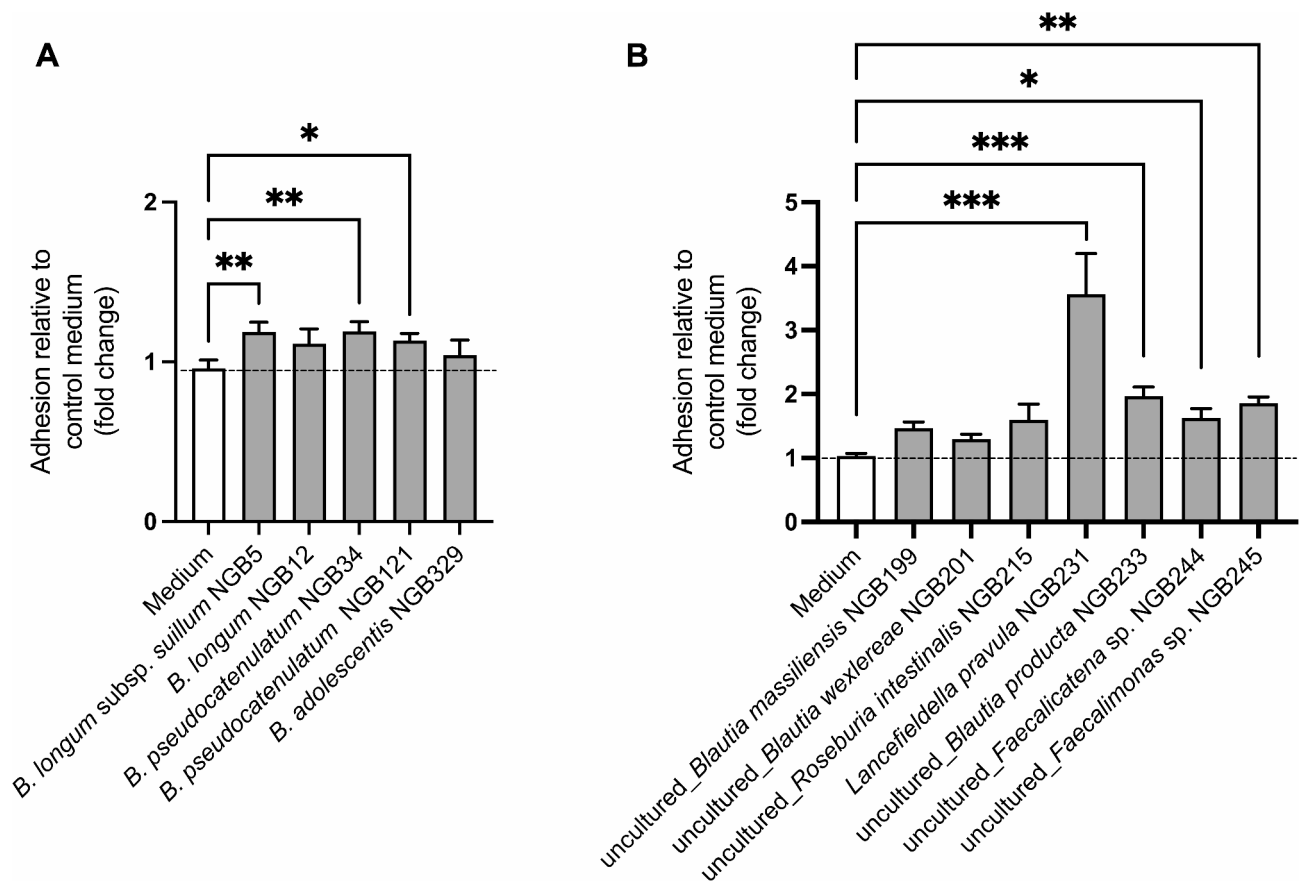 A
Adhesion relative to
control medium
(fold change)
2
1
0
*
**
**
Medium
B. longum subsp. suillum NGB5
B. longum NGB12
B. pseudocatenulatum NGB34
B. pseudocatenulatum NGB121
B. adolescentis NGB329
B
Adhesion relative to
control medium
(fold change)
5
4
3
2
1
0
**
*
***
***
Medium
uncultured_Blautia massiliensis NGB199
uncultured_Blautia wexlereae NGB201
uncultured_Roseburia intestinalis NGB215
Lancefieldella pravula NGB231
uncultured_Blautia producta NGB233
uncultured_Faecalicatena sp. NGB244
uncultured_Faecalimonas sp. NGB245